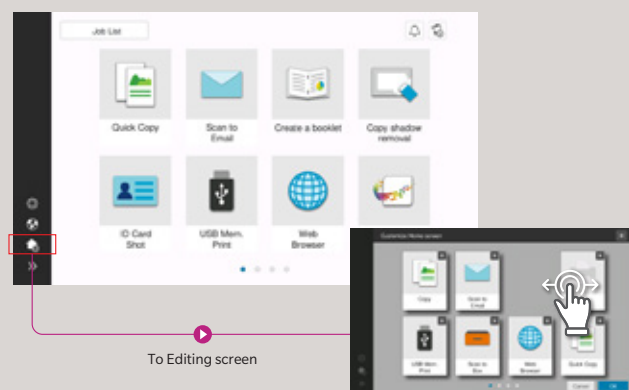 Job List
Quick Copy
Scan to
Email
Create a booklet
Copy shadow
removal
ID Card
Shot
USB Mem.
Print
Web
Browser
To Editing screen
Customize Home screen
Copy
Scan to
Email
USB Mem.
Print
Scan to
Box
Web
Browser
Quick Copy
Cancel
OK